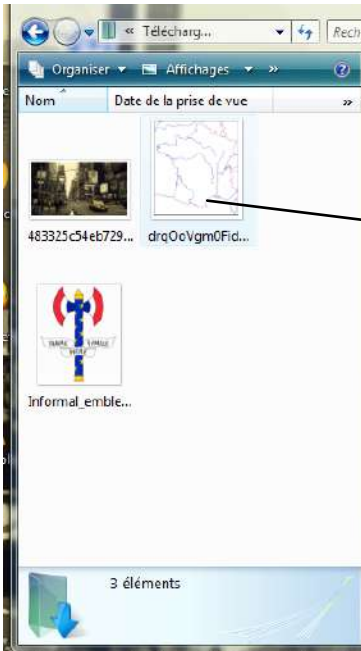 « Télécharg...
Rech
Organiser
Affichages
»
Nom
Date de la prise de vue
»
483325c54eb729...
drqOoVgm0Fid...
Informal_emble...
3 éléments